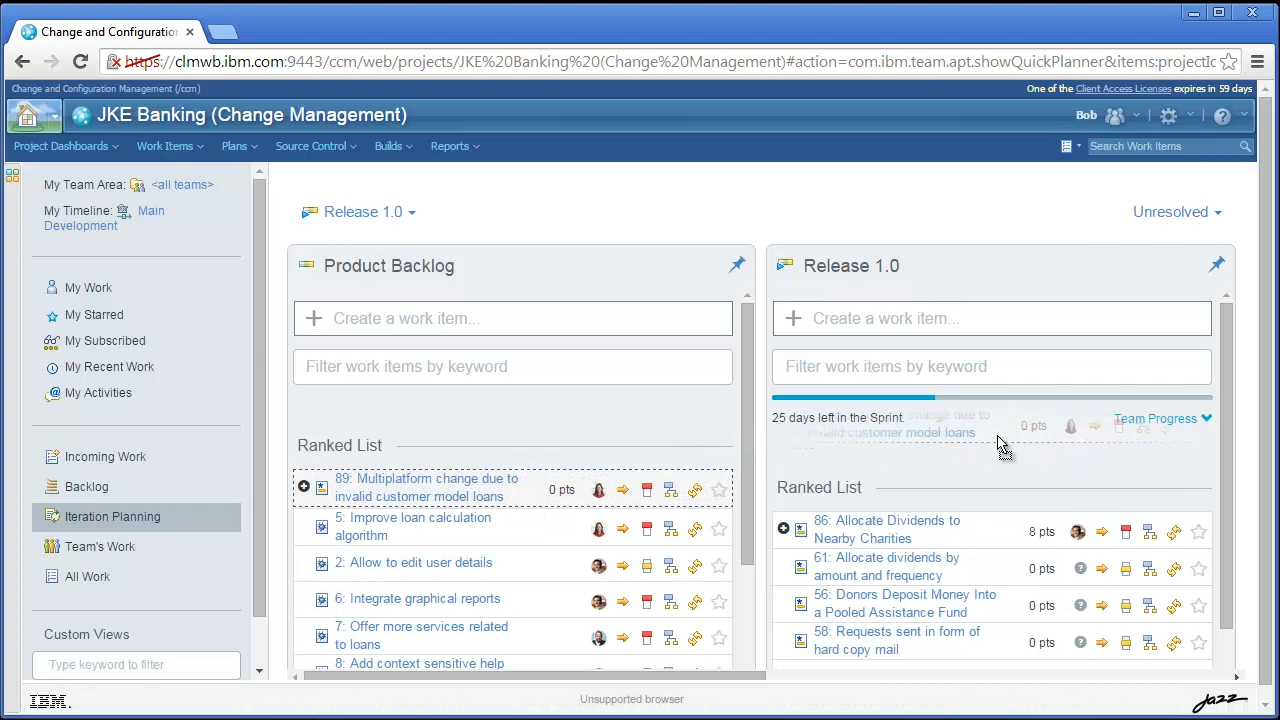 Change and Configuratio
https://clmwb.ibm.com:9443/ccm/web/projects/JKE%20Banking%20(Change%20Management)#action=com.ibm.team.apt.showQuickPlanner&items:projectIc
Change and Configuration Management (/ccm)
One of the Client Access Licenses expires in 59 days
JKE Banking (Change Management)
Bob
Project Dashboards
Work Items
Plans
Source Control
Builds
Reports
Search Work Items
My Team Area: <all teams>
My Timeline: Main
Development
My Work
My Starred
My Subscribed
My Recent Work
My Activities
Incoming Work
Backlog
Iteration Planning
Team's Work
All Work
Custom Views
Type keyword to filter
Release 1.0
Unresolved
Product Backlog
Create a work item...
Filter work items by keyword
Ranked List
89: Multiplatform change due to
invalid customer model loans
0 pts
5: Improve loan calculation
algorithm
2: Allow to edit user details
6: Integrate graphical reports
7: Offer more services related
to loans
8: Add context sensitive help
Release 1.0
Create a work item...
Filter work items by keyword
25 days left in the Sprint.
Team Progress
change due to
invalid customer model loans
0 pts
Ranked List
86: Allocate Dividends to
Nearby Charities
8 pts
61: Allocate dividends by
amount and frequency
0 pts
56: Donors Deposit Money Into
a Pooled Assistance Fund
0 pts
58: Requests sent in form of
hard copy mail
0 pts
IBM.
Unsupported browser
Jazz